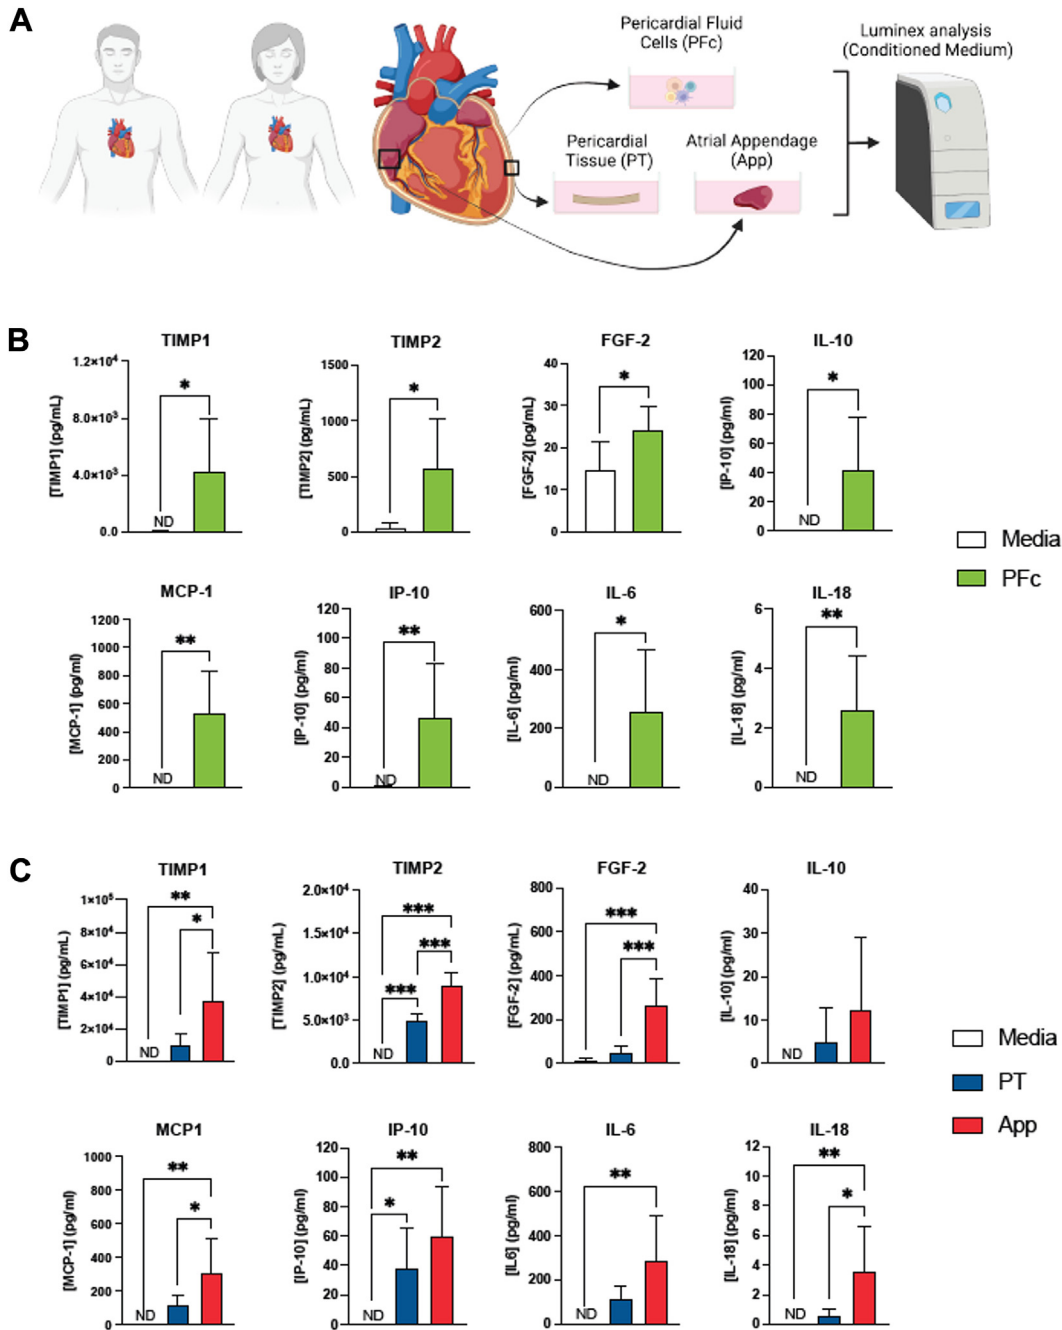 A
Pericardial Fluid
Cells (PFc)
Luminex analysis
(Conditioned Medium)
Pericardial
Tissue (PT)
Atrial Appendage
(App)
B
TIMP1
[TIMP1] (pg/mL)
1.2×10⁴
8.0×10³
4.0×10³
0.0
ND
*
TIMP2
[TIMP2] (pg/mL)
1500
1000
500
0
*
FGF-2
[FGF-2] (pg/mL)
40
30
20
10
0
*
IL-10
[IP-10] (pg/mL)
120
100
80
60
40
20
0
ND
*
Media
PFc
MCP-1
[MCP-1] (pg/ml)
1200
1000
800
600
400
200
0
ND
**
IP-10
[IP-10] (pg/ml)
120
100
80
60
40
20
0
ND
**
IL-6
[IL-6] (pg/ml)
600
400
200
0
ND
*
IL-18
[IL-18] (pg/ml)
6
4
2
0
ND
**
C
TIMP1
[TIMP1] (pg/mL)
1×10⁵
8×10⁴
6×10⁴
4×10⁴
2×10⁴
0
ND
**
*
TIMP2
[TIMP2] (pg/mL)
2.0×10⁴
1.5×10⁴
1.0×10⁴
5.0×10³
0.0
ND
***
***
***
FGF-2
[FGF-2] (pg/mL)
800
600
400
200
0
***
***
IL-10
[IL-10] (pg/mL)
40
30
20
10
0
ND
Media
PT
App
MCP1
[MCP-1] (pg/ml)
1000
800
600
400
200
0
ND
**
*
IP-10
[IP-10] (pg/ml)
120
100
80
60
40
20
0
ND
**
*
IL-6
[IL6] (pg/ml)
800
600
400
200
0
ND
**
IL-18
[IL-18] (pg/ml)
12
10
8
6
4
2
0
ND
**
*